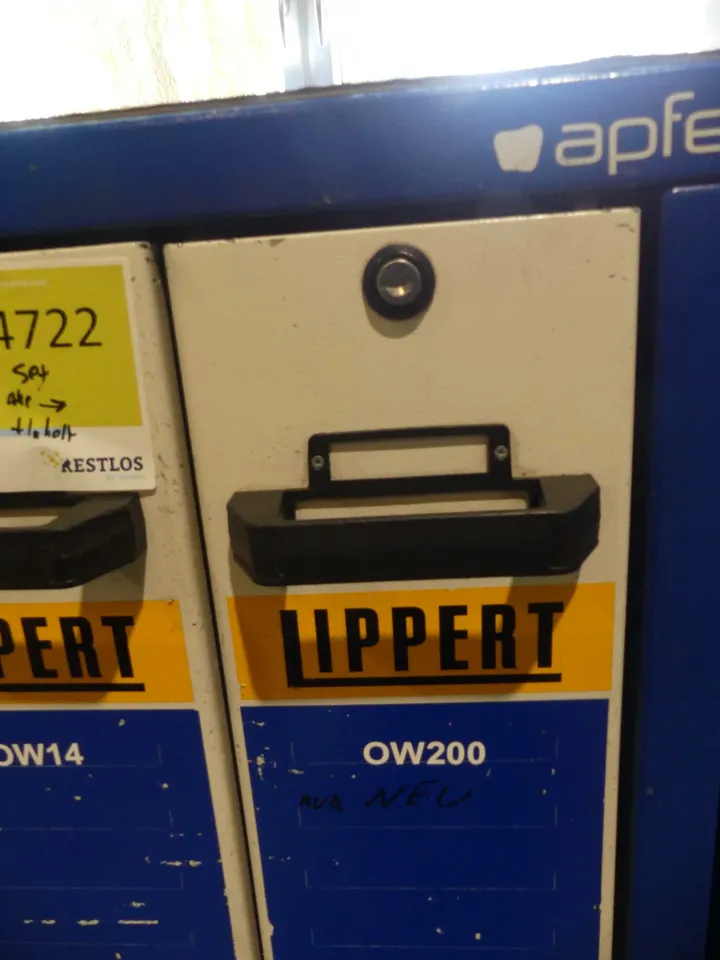 apfe
4722
RESTLOS
PERT
LIPPERT
OW14
OW200
NEU